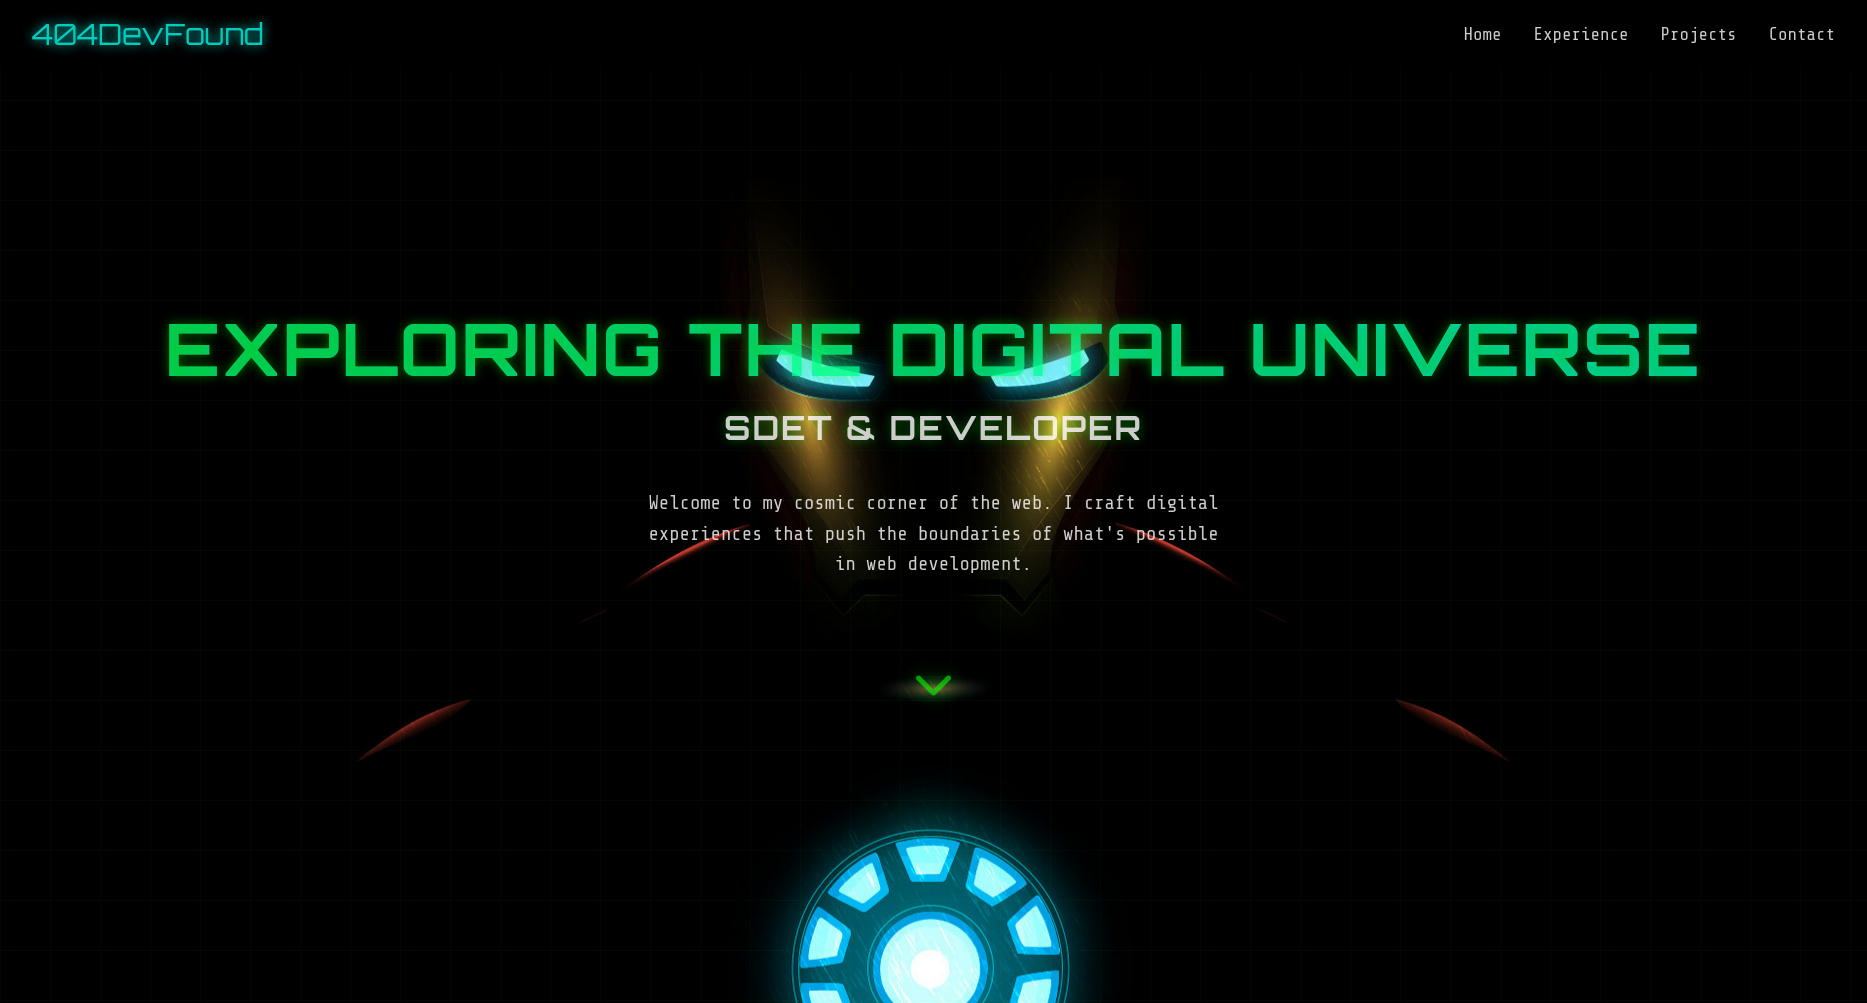 404DevFound
Home Experience Projects Contact
EXPLORING THE DIGITAL UNIVERSE
SDET & DEVELOPER
Welcome to my cosmic corner of the web. I craft digital
experiences that push the boundaries of what's possible
in web development.